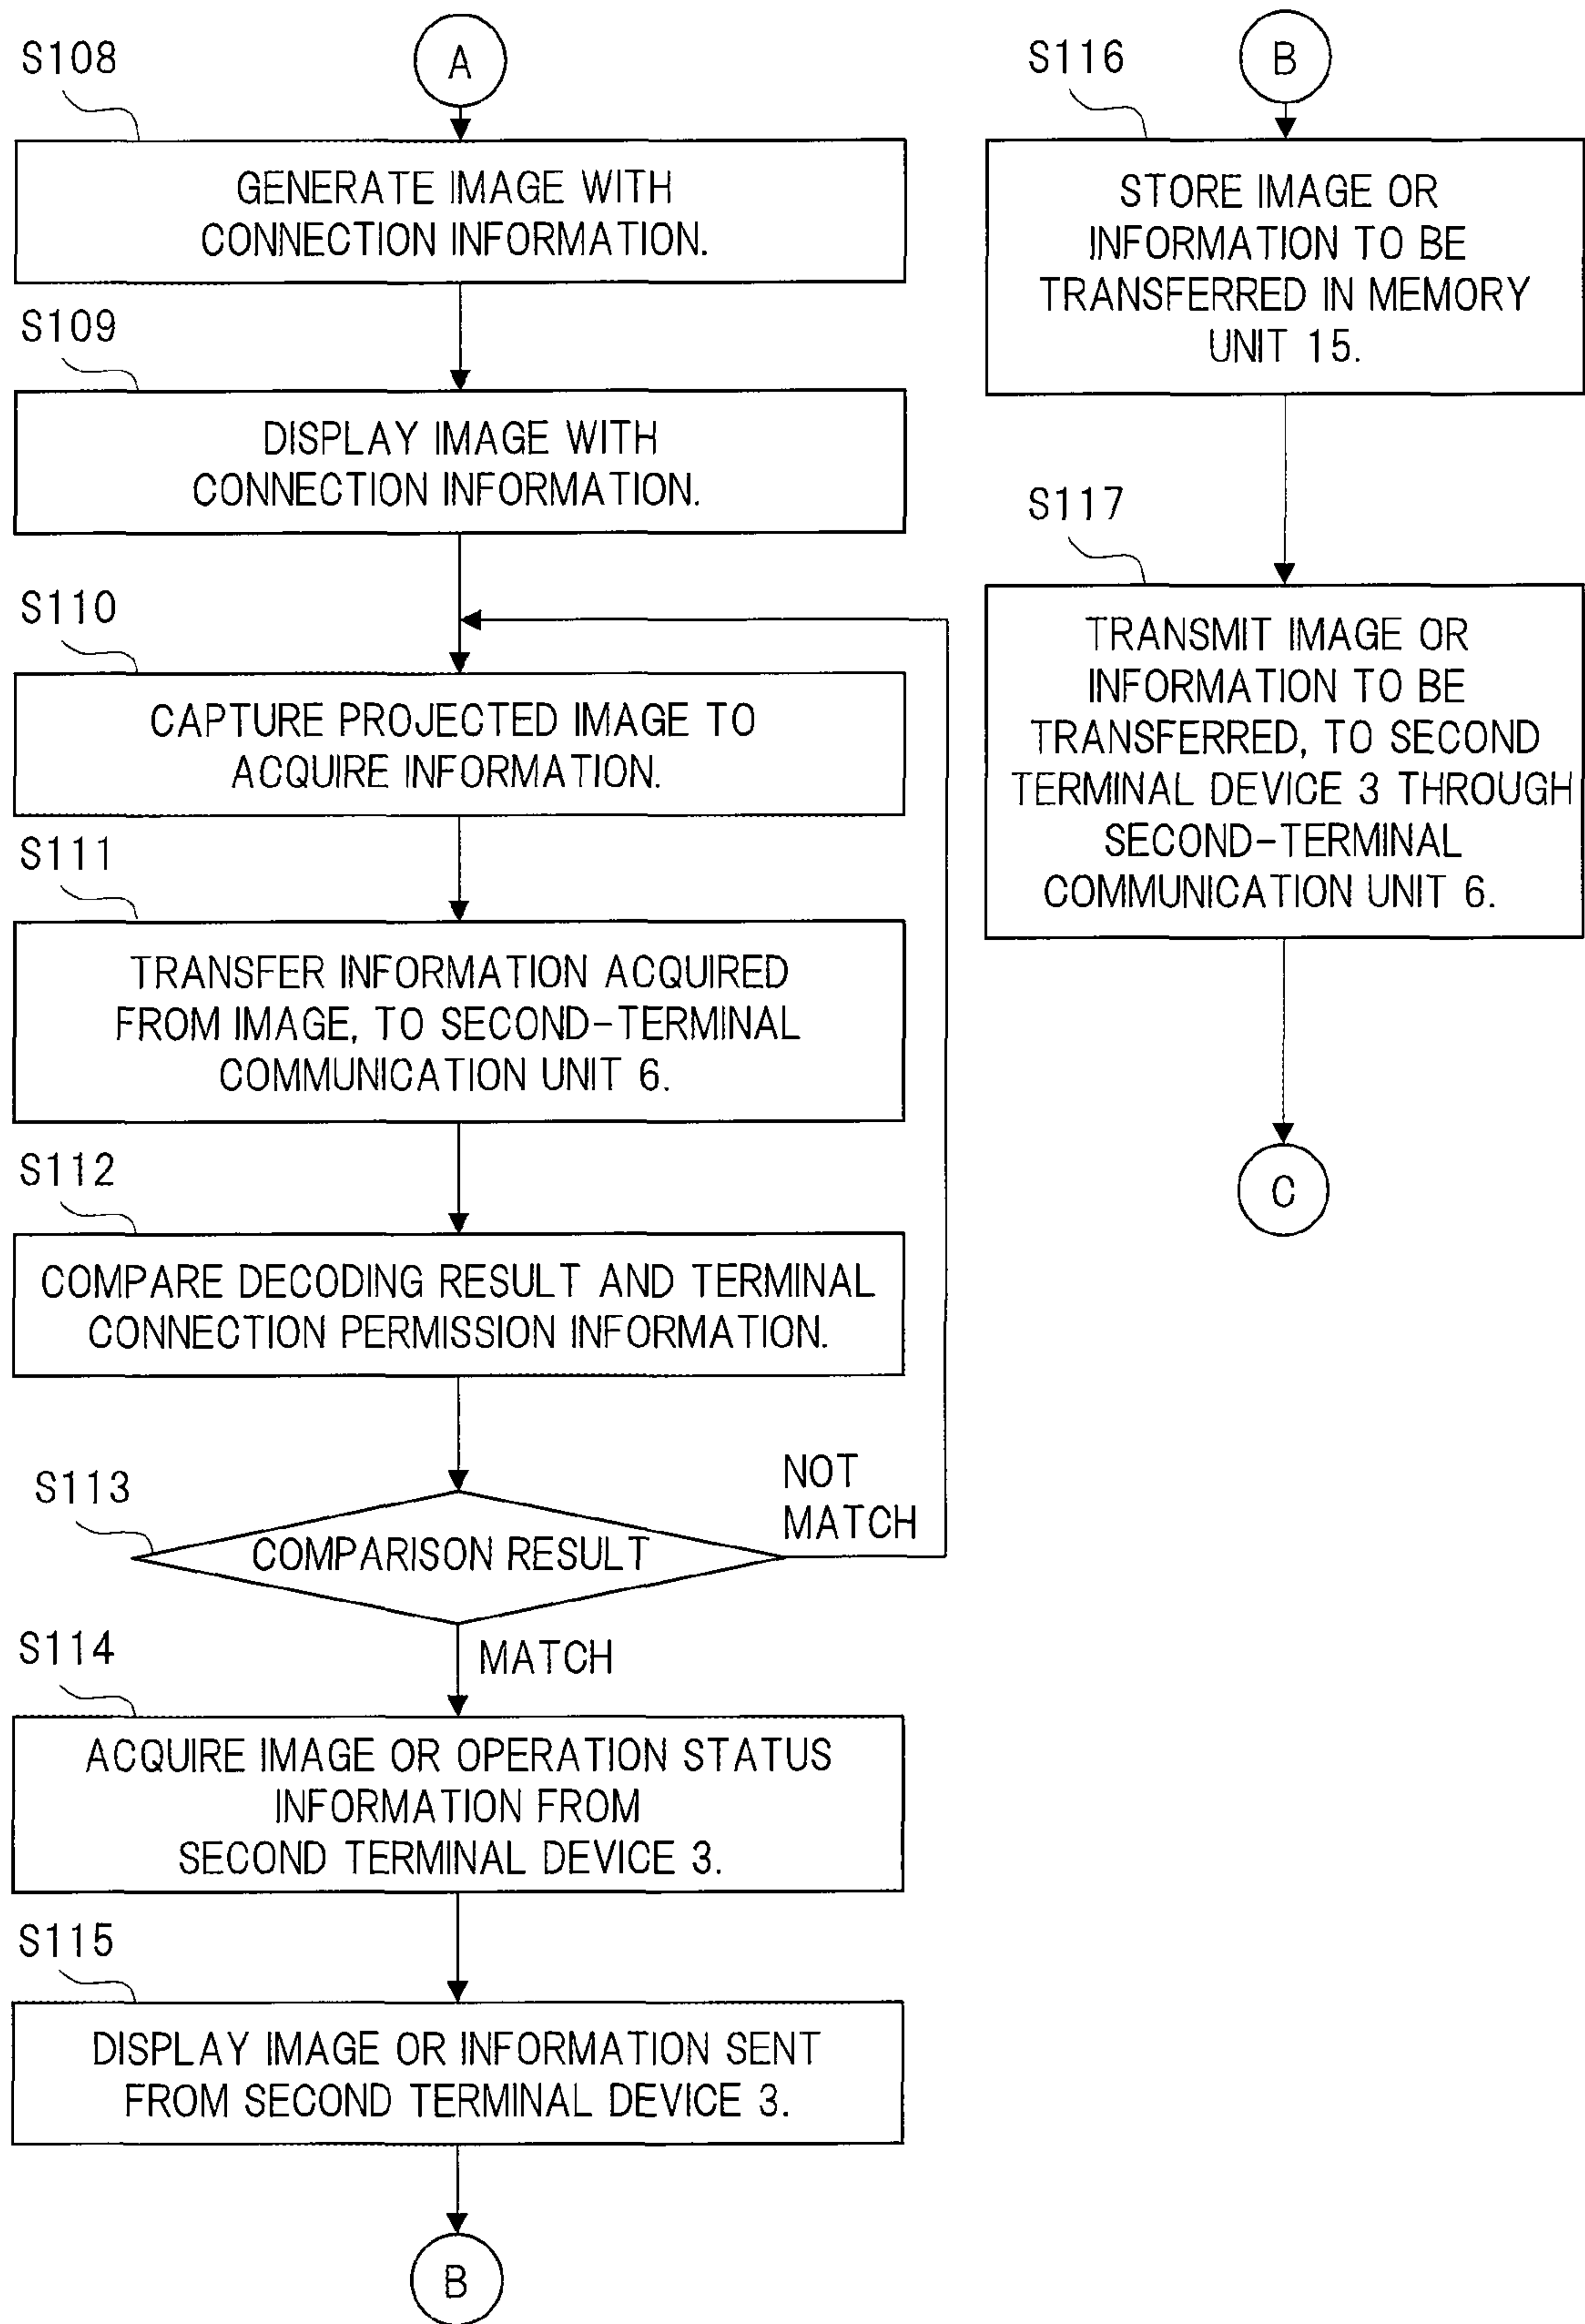 A
S108
GENERATE IMAGE WITH
CONNECTION INFORMATION.
S109
DISPLAY IMAGE WITH
CONNECTION INFORMATION.
S110
CAPTURE PROJECTED IMAGE TO
ACQUIRE INFORMATION.
S111
TRANSFER INFORMATION ACQUIRED
FROM IMAGE, TO SECOND-TERMINAL
COMMUNICATION UNIT 6.
S112
COMPARE DECODING RESULT AND TERMINAL
CONNECTION PERMISSION INFORMATION.
S113
COMPARISON RESULT
NOT
MATCH
MATCH
S114
ACQUIRE IMAGE OR OPERATION STATUS
INFORMATION FROM
SECOND TERMINAL DEVICE 3.
S115
DISPLAY IMAGE OR INFORMATION SENT
FROM SECOND TERMINAL DEVICE 3.
B
B
S116
STORE IMAGE OR
INFORMATION TO BE
TRANSFERRED IN MEMORY
UNIT 15.
S117
TRANSMIT IMAGE OR
INFORMATION TO BE
TRANSFERRED, TO SECOND
TERMINAL DEVICE 3 THROUGH
SECOND-TERMINAL
COMMUNICATION UNIT 6.
C